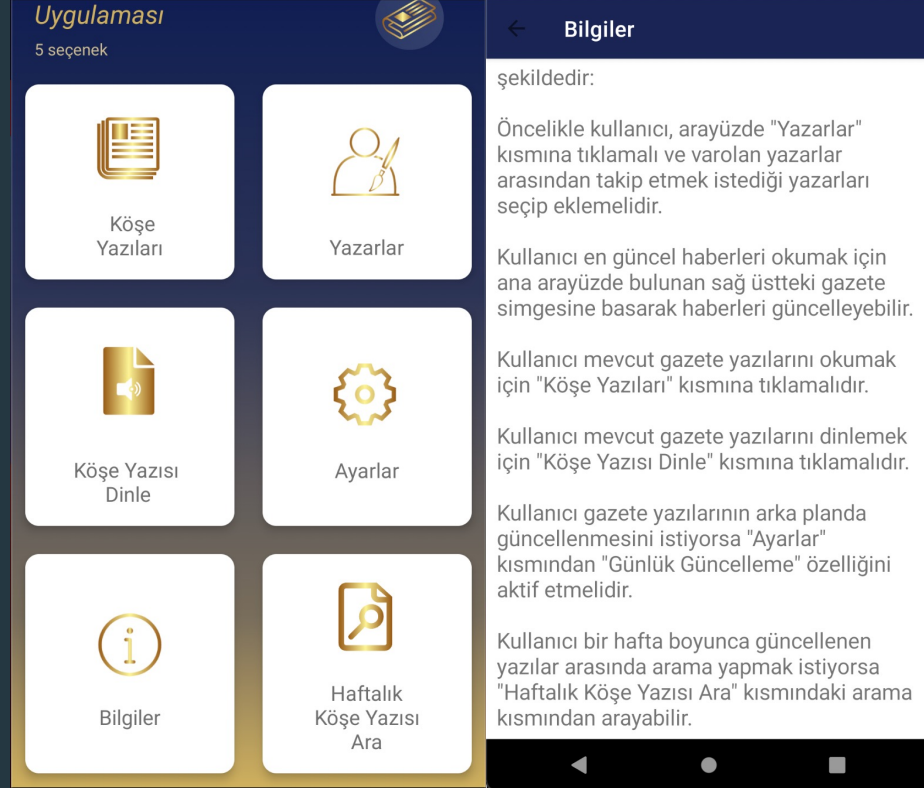 Uygulaması
5 seçenek
Köşe
Yazıları
Yazarlar
Köşe Yazısı
Dinle
Ayarlar
Bilgiler
Haftalık
Köşe Yazısı
Ara
Bilgiler
şekildedir:
Öncelikle kullanıcı, arayüzde "Yazarlar"
kısmına tıklamalı ve varolan yazarlar
arasından takip etmek istediği yazarları
seçip eklemelidir.
Kullanıcı en güncel haberleri okumak için
ana arayüzde bulunan sağ üstteki gazete
simgesine basarak haberleri güncelleyebilir.
Kullanıcı mevcut gazete yazılarını okumak
için "Köşe Yazıları" kısmına tıklamalıdır.
Kullanıcı mevcut gazete yazılarını dinlemek
için "Köşe Yazısı Dinle" kısmına tıklamalıdır.
Kullanıcı gazete yazılarının arka planda
güncellenmesini istiyorsa "Ayarlar"
kısmından "Günlük Güncelleme" özelliğini
aktif etmelidir.
Kullanıcı bir hafta boyunca güncellenen
yazılar arasında arama yapmak istiyorsa
"Haftalık Köşe Yazısı Ara" kısmındaki arama
kısmından arayabilir.